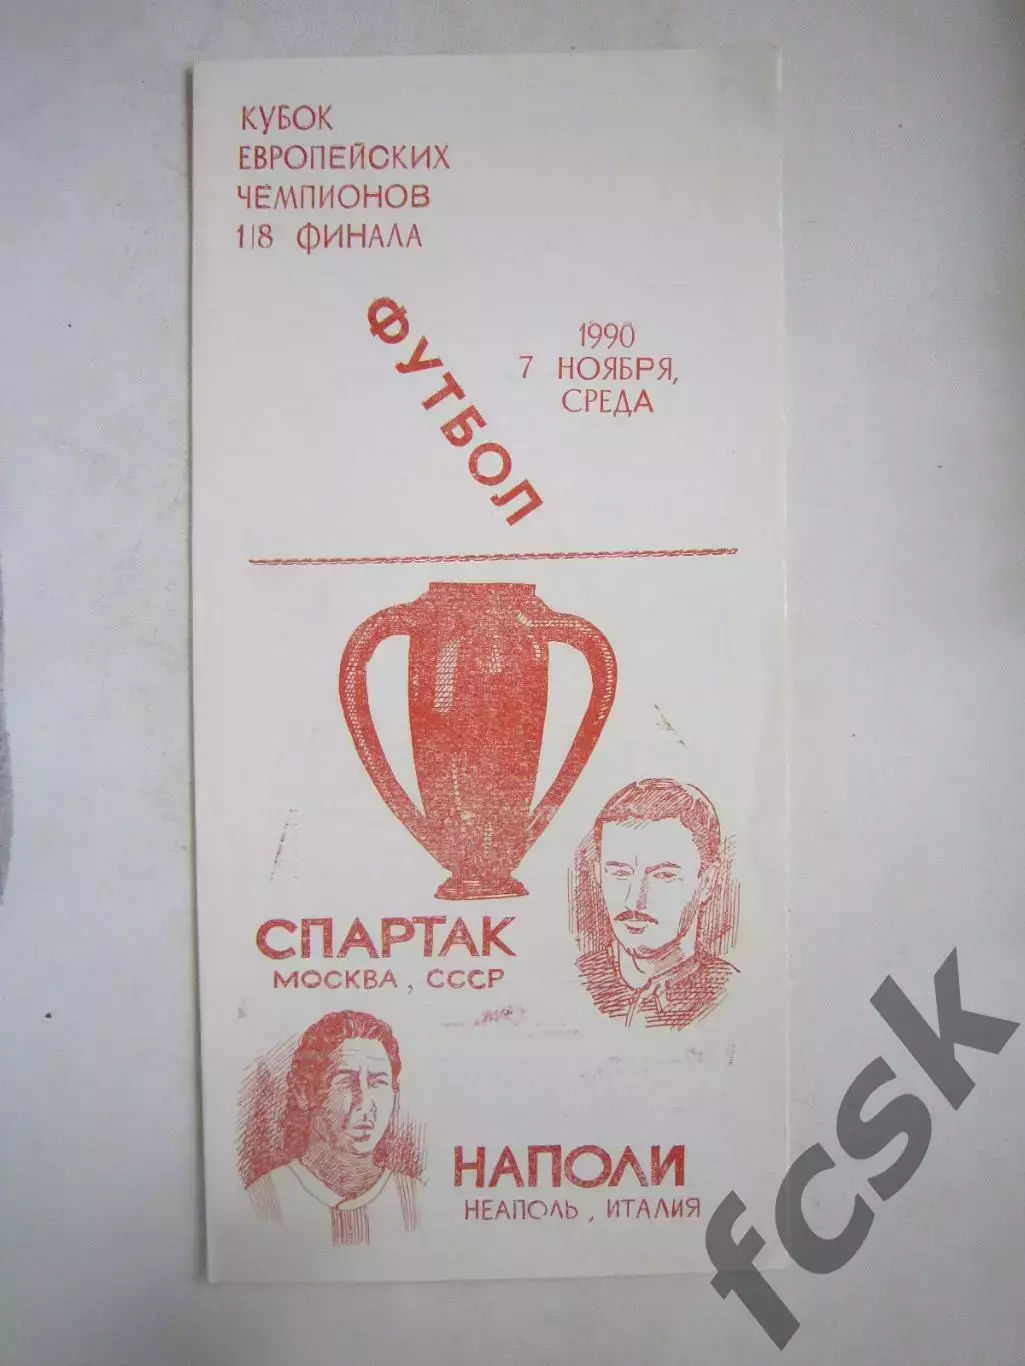 КУБОК
ЕВРОПЕЙСКИХ
ЧЕМПИОНОВ
1|8 ФИНАЛА
ФУТБОЛ
1990
7 НОЯБРЯ,
СРЕДА
СПАРТАК
МОСКВА, СССР
НАПОЛИ
НЕАПОЛЬ, ИТАЛИЯ
fcsk